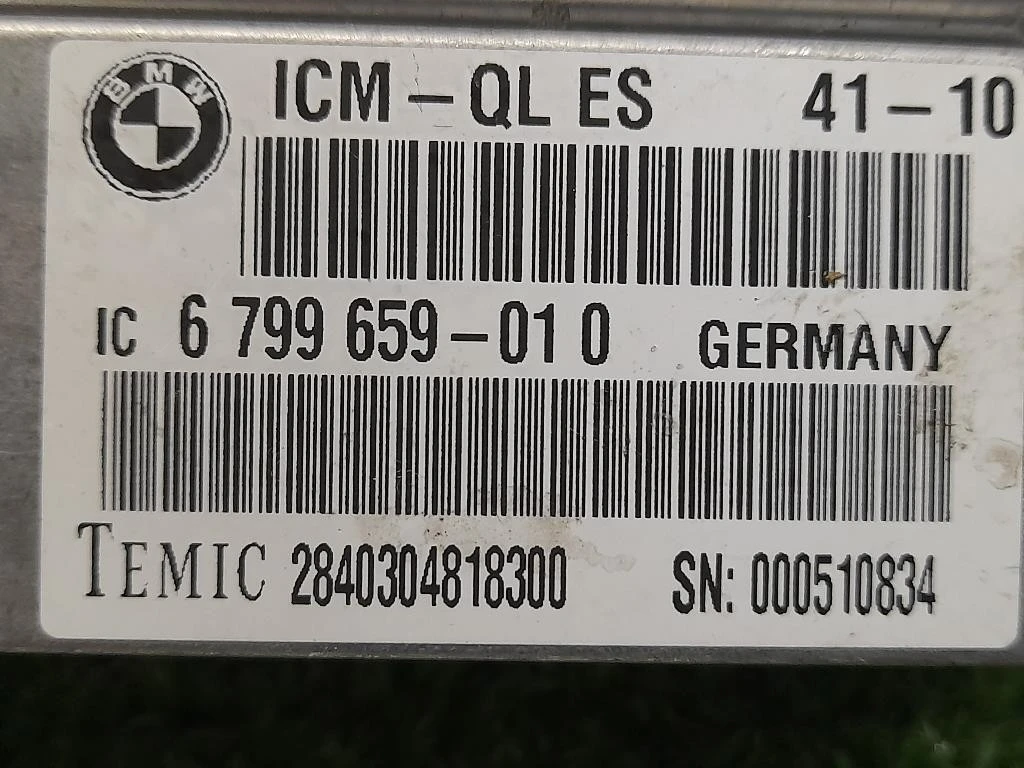 BMW ICM – QL ES 41 – 10
IC 6 799 659 – 01 0 GERMANY
TEMIC 2840304818300 SN: 000510834